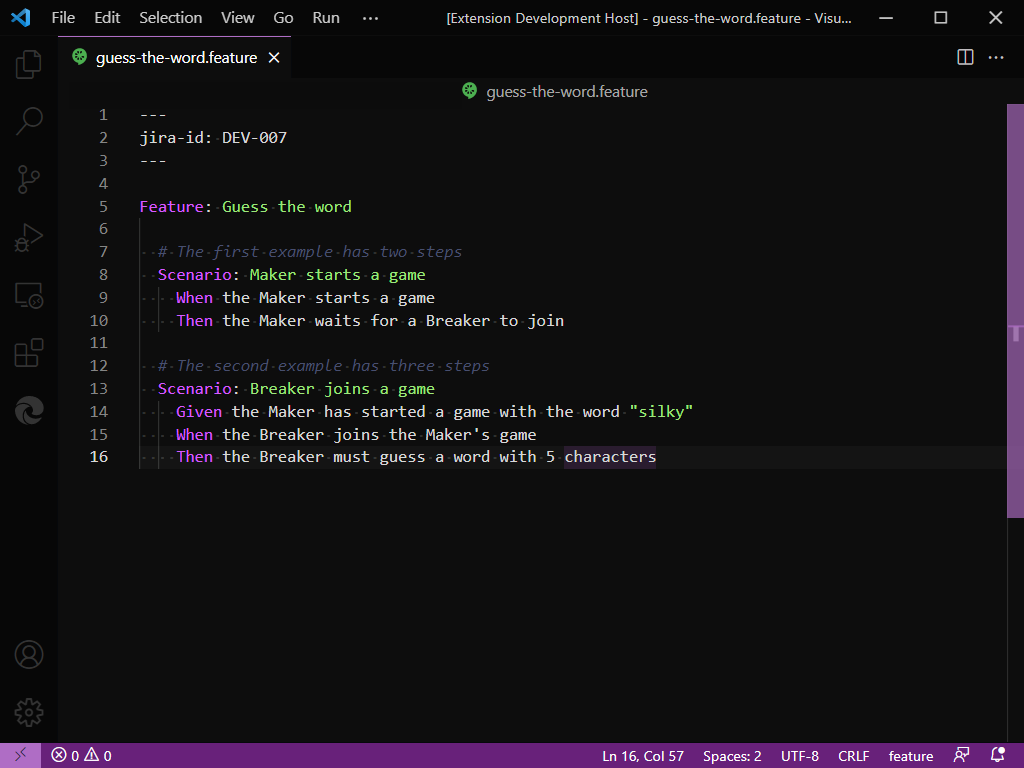 File Edit Selection View Go Run ··· [Extension Development Host] - guess-the-word.feature - Visu...
guess-the-word.feature
guess-the-word.feature
1 ---
2 jira-id: DEV-007
3 ---
4
5 Feature: Guess the word
6
7 # The first example has two steps
8 Scenario: Maker starts a game
9 When the Maker starts a game
10 Then the Maker waits for a Breaker to join
11
12 # The second example has three steps
13 Scenario: Breaker joins a game
14 Given the Maker has started a game with the word "silky"
15 When the Breaker joins the Maker's game
16 Then the Breaker must guess a word with 5 characters
0 0 Ln 16, Col 57 Spaces: 2 UTF-8 CRLF feature